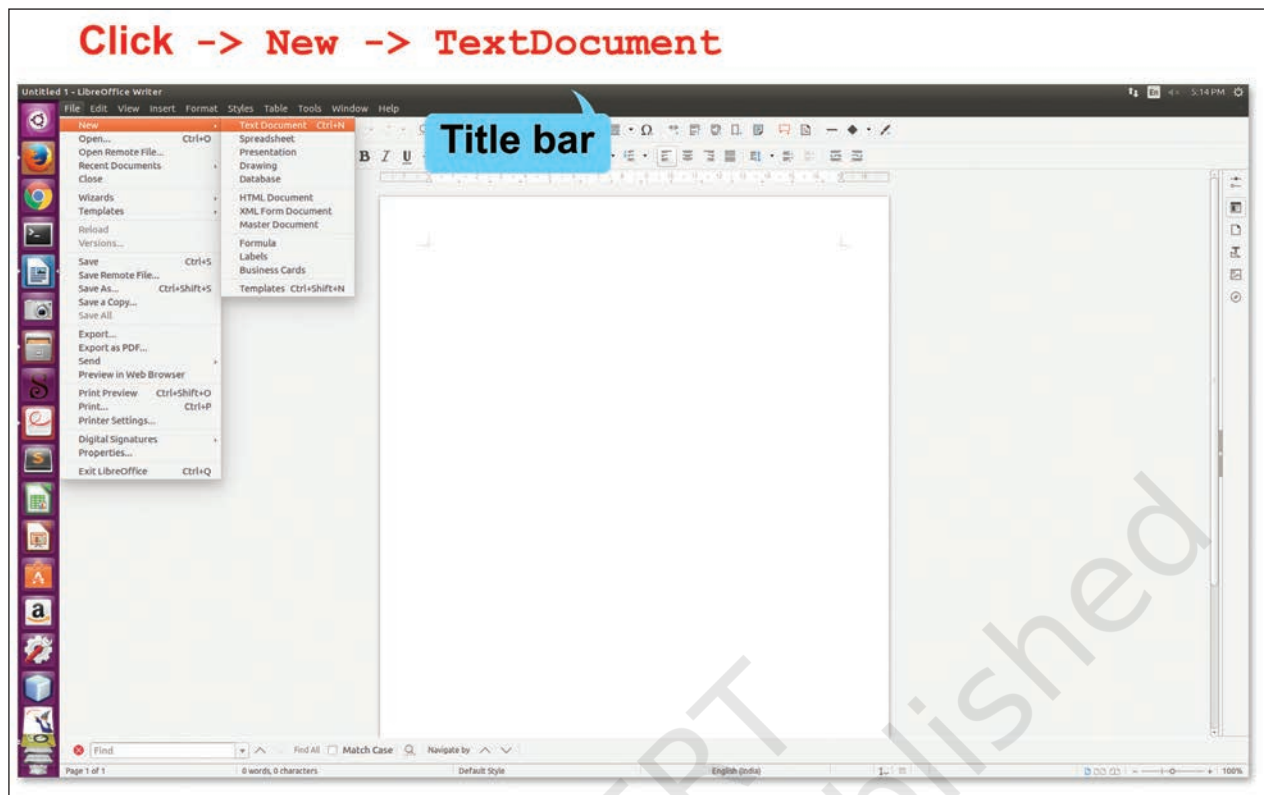 Click -> New -> TextDocument
Untitled 1 - LibreOffice Writer
En 5:14 PM
File Edit View Insert Format Styles Table Tools Window Help
New
Open... Ctrl+O
Open Remote File...
Recent Documents
Close
Wizards
Templates
Reload
Versions...
Save Ctrl+S
Save Remote File...
Save As... Ctrl+Shift+S
Save a Copy...
Save All
Export...
Export as PDF...
Send
Preview in Web Browser
Print Preview Ctrl+Shift+O
Print... Ctrl+P
Printer Settings...
Digital Signatures
Properties...
Exit LibreOffice Ctrl+Q
Text Document Ctrl+N
Spreadsheet
Presentation
Drawing
Database
HTML Document
XML Form Document
Master Document
Formula
Labels
Business Cards
Templates Ctrl+Shift+N
Title bar
B I U
Find Find All Match Case Navigate by
Page 1 of 1 0 words, 0 characters Default Style English (India) 100%